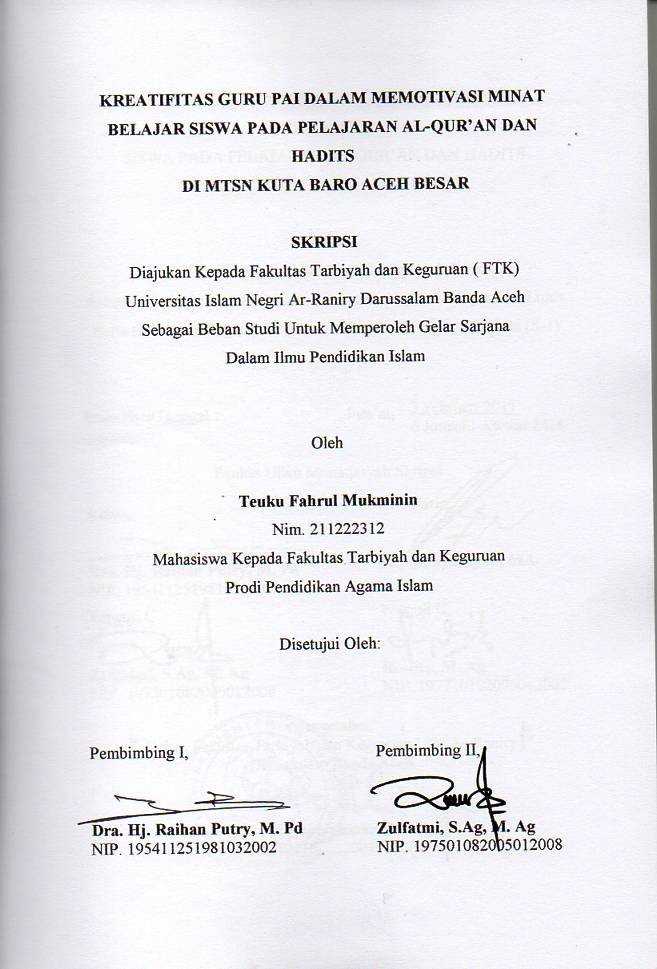 KREATIFITAS GURU PAI DALAM MEMOTIVASI MINAT
BELAJAR SISWA PADA PELAJARAN AL-QUR'AN DAN
HADITS
DI MTSN KUTA BARO ACEH BESAR
SKRIPSI
Diajukan Kepada Fakultas Tarbiyah dan Keguruan ( FTK)
Universitas Islam Negri Ar-Raniry Darussalam Banda Aceh
Sebagai Beban Studi Untuk Memperoleh Gelar Sarjana
Dalam Ilmu Pendidikan Islam
Oleh
Teuku Fahrul Mukminin
Nim. 211222312
Mahasiswa Kepada Fakultas Tarbiyah dan Keguruan
Prodi Pendidikan Agama Islam
Disetujui Oleh:
Pembimbing I,
Dra. Hj. Raihan Putry, M. Pd
NIP. 195411251981032002
Pembimbing II,
Zulfatmi, S.Ag, M. Ag
NIP. 197501082005012008